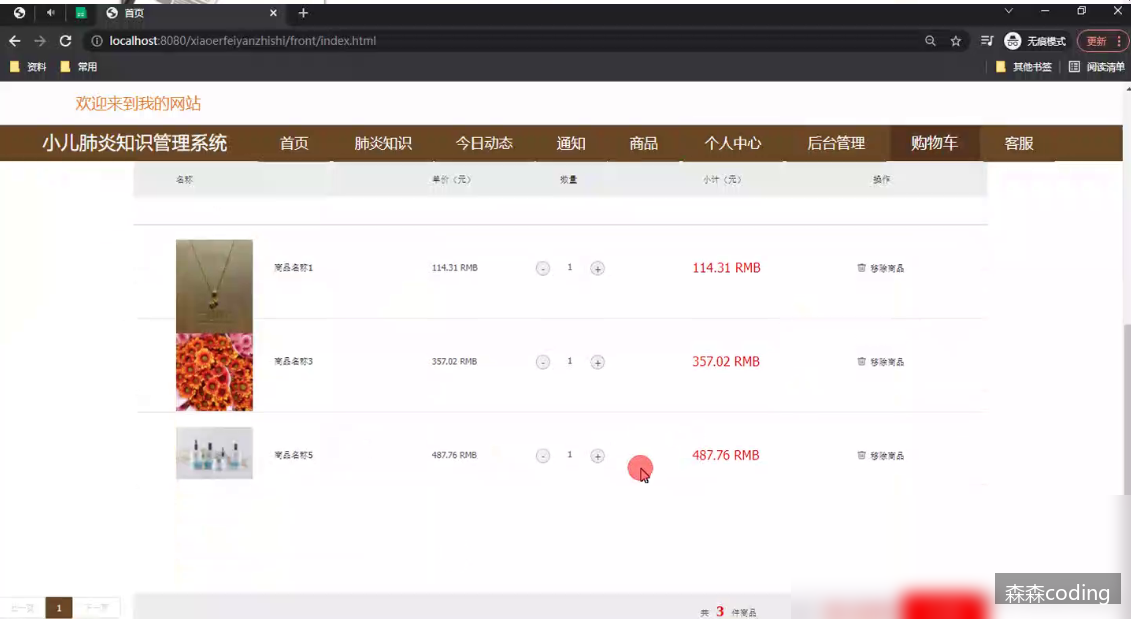 首页
localhost:8080/xiaoerfeiyanzhishi/front/index.html
无痕模式
更新
资料
常用
其他书签
阅读清单
欢迎来到我的网站
小儿肺炎知识管理系统
首页
肺炎知识
今日动态
通知
商品
个人中心
后台管理
购物车
客服
名称
单价（元）
数量
小计（元）
操作
商品名称1
114.31 RMB
- 1 +
114.31 RMB
移除商品
商品名称3
357.02 RMB
- 1 +
357.02 RMB
移除商品
商品名称5
487.76 RMB
- 1 +
487.76 RMB
移除商品
上一页
1
下一页
共 3 件商品
森森coding